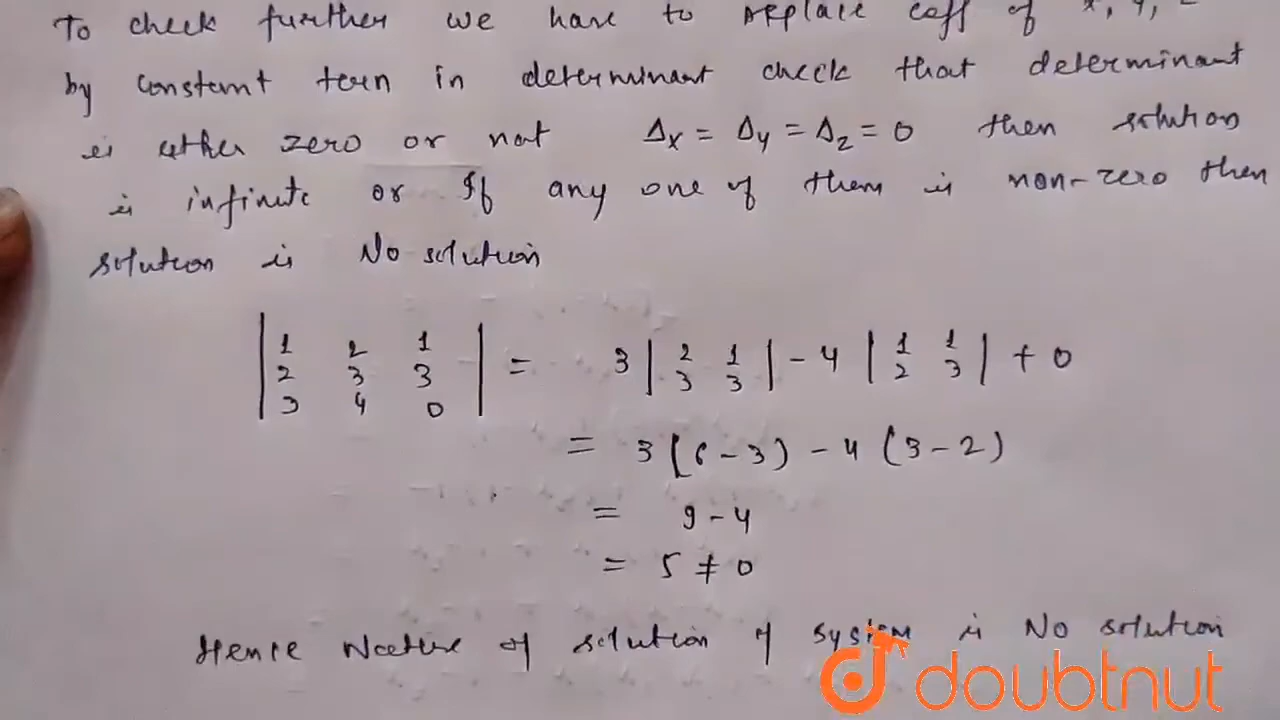 To check further we have to replace coff of x, y, z
by constant term in determinant check that determinant
is ether zero or not Δx = Δy = Δz = 0 then solution
is infinite or If any one of them is non-zero then
solution is No solution
| 1 2 1 |
| 2 3 3 | = 3 | 2 1 | - 4 | 1 1 | + 0
| 3 4 0 | | 3 3 | | 2 3 |
= 3(6-3) - 4(3-2)
= 9-4
= 5 ≠ 0
Hence Nature of solution of system is No solution
doubtnut